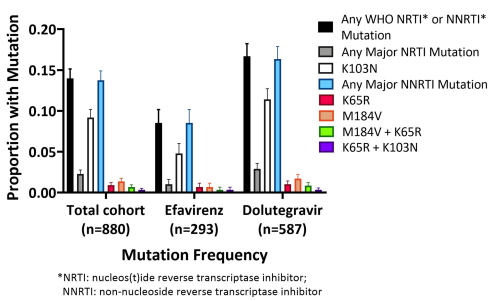 Any WHO NRTI* or NNRTI*
Mutation
Any Major NRTI Mutation
K103N
Any Major NNRTI Mutation
K65R
M184V
M184V + K65R
K65R + K103N
Proportion with Mutation
0.20
0.15
0.10
0.05
0.00
Total cohort
(n=880)
Efavirenz
(n=293)
Dolutegravir
(n=587)
Mutation Frequency
*NRTI: nucleos(t)ide reverse transcriptase inhibitor;
NNRTI: non-nucleoside reverse transcriptase inhibitor